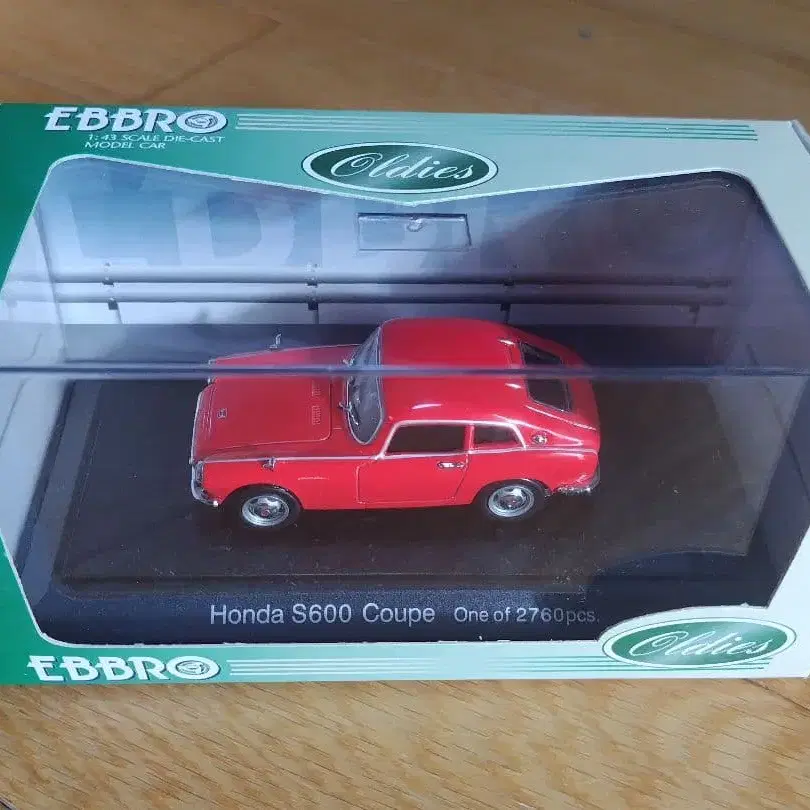 EBBRO
1:43 SCALE DIE-CAST
MODEL CAR
Oldies
Honda S600 Coupe One of 2760pcs.
Oldies
EBBRO